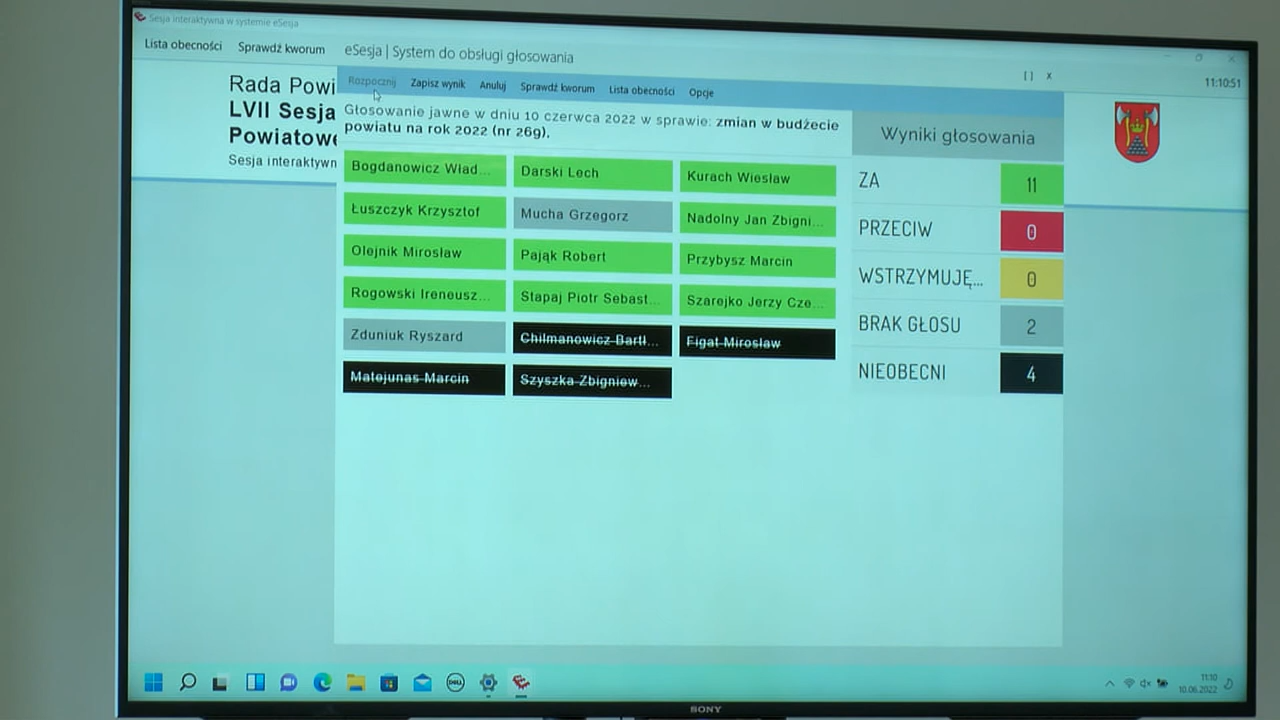 Sesja interaktywna w systemie eSesja
Lista obecności Sprawdź kworum eSesja | System do obsługi głosowania
[ ] x
11:10:51
Rozpocznij Zapisz wynik Anuluj Sprawdź kworum Lista obecności Opcje
Rada Powi
LVII Sesja
Powiatowe
Sesja interaktywn
Głosowanie jawne w dniu 10 czerwca 2022 w sprawie: zmian w budżecie
powiatu na rok 2022 (nr 269),
Wyniki głosowania
Bogdanowicz Wład... Darski Lech Kurach Wiesław
Łuszczyk Krzysztof Mucha Grzegorz Nadolny Jan Zbigni...
Olejnik Mirosław Pająk Robert Przybysz Marcin
Rogowski Ireneusz... Stapaj Piotr Sebast... Szarejko Jerzy Cze...
Zduniuk Ryszard Chilmanowicz Bartł... Figat Mirosław
Matejunas Marcin Szyszka Zbigniew...
ZA 11
PRZECIW 0
WSTRZYMUJĘ... 0
BRAK GŁOSU 2
NIEOBECNI 4
DELL
11:10
10.06.2022
SONY